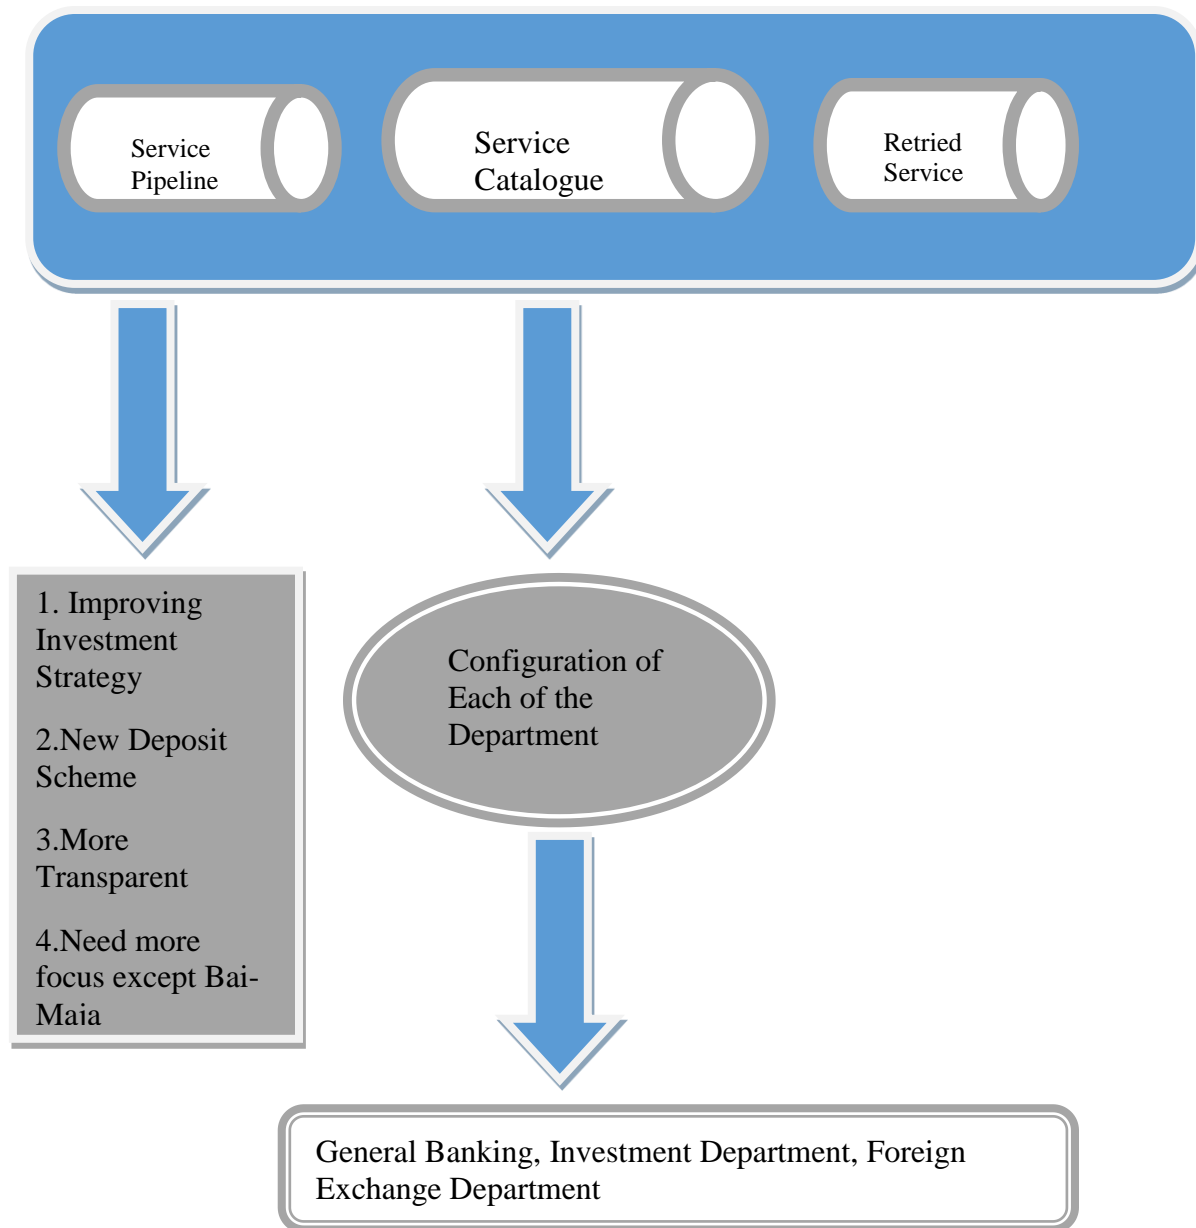 Service
Pipeline
Service
Catalogue
Retried
Service
1. Improving
Investment
Strategy
2.New Deposit
Scheme
3.More
Transparent
4.Need more
focus except Bai-
Maja
Configuration of
Each of the
Department
General Banking, Investment Department, Foreign
Exchange Department